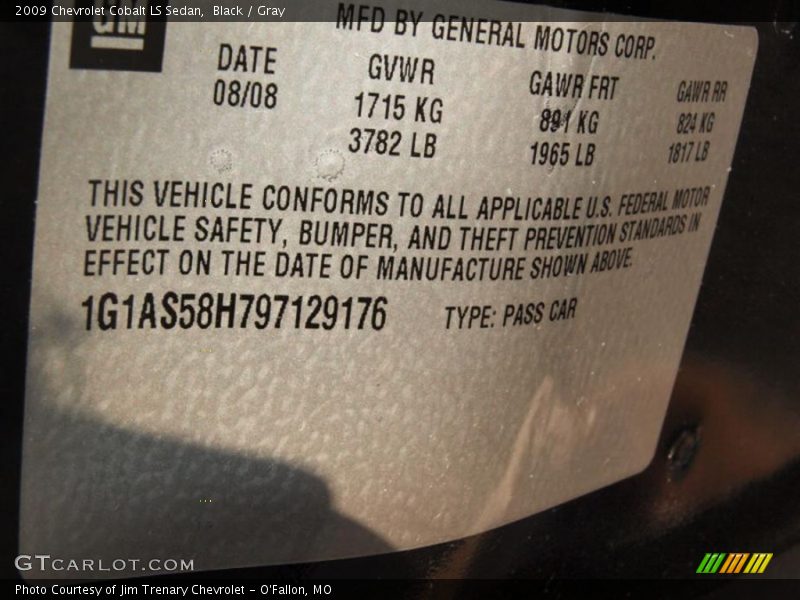 2009 Chevrolet Cobalt LS Sedan, Black / Gray
GM
MFD BY GENERAL MOTORS CORP.
DATE GVWR GAWR FRT GAWR RR
08/08 1715 KG 891 KG 824 KG
3782 LB 1965 LB 1817 LB
THIS VEHICLE CONFORMS TO ALL APPLICABLE U.S. FEDERAL MOTOR
VEHICLE SAFETY, BUMPER, AND THEFT PREVENTION STANDARDS IN
EFFECT ON THE DATE OF MANUFACTURE SHOWN ABOVE.
1G1AS58H797129176 TYPE: PASS CAR
GTCARLOT.COM
Photo Courtesy of Jim Trenary Chevrolet - O'Fallon, MO